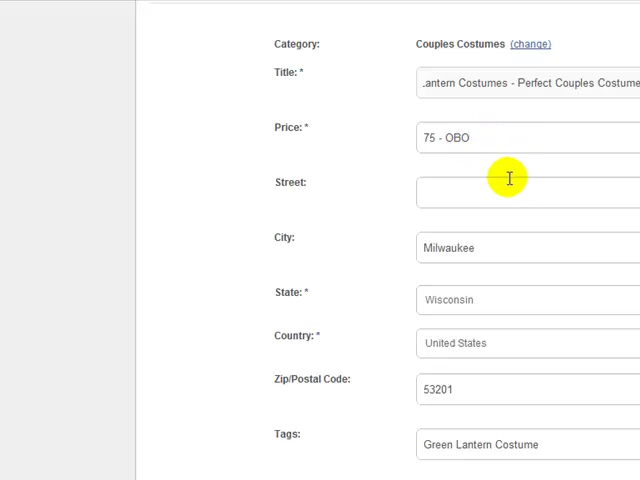 Category: Couples Costumes (change)
Title: * Lantern Costumes - Perfect Couples Costume
Price: * 75 - OBO
Street:
City: Milwaukee
State: * Wisconsin
Country: * United States
Zip/Postal Code: 53201
Tags: Green Lantern Costume